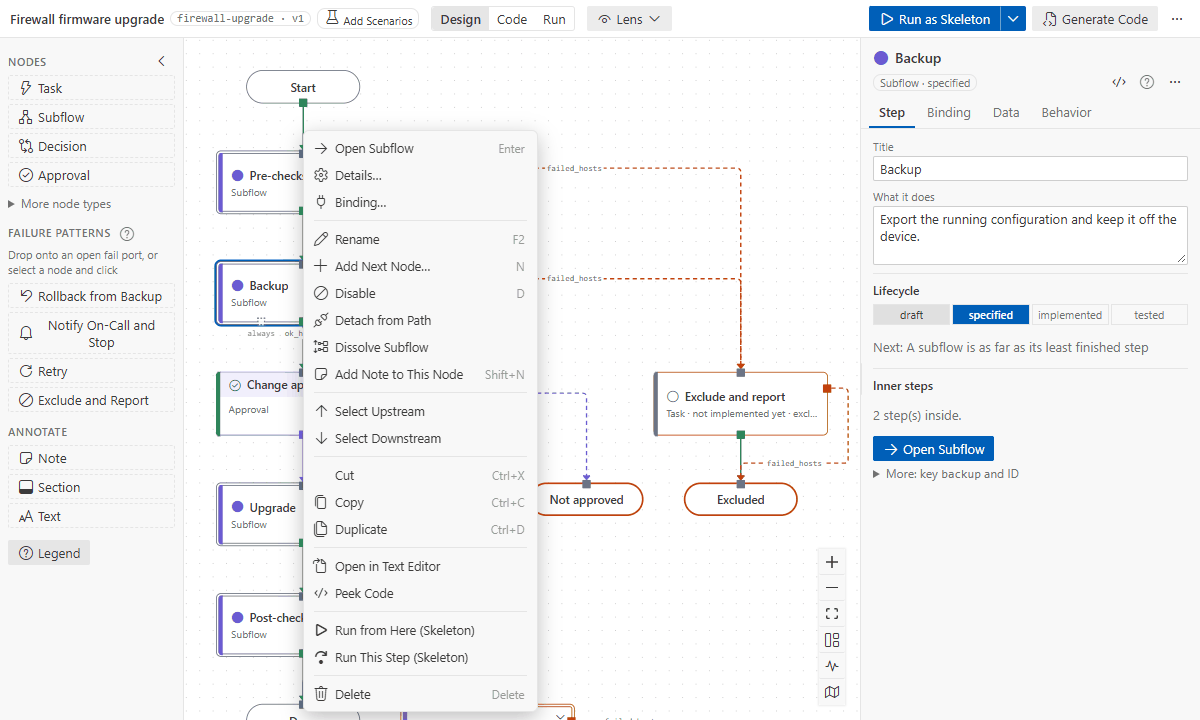 Firewall firmware upgrade
firewall-upgrade · v1
Add Scenarios
Design
Code
Run
Lens
Run as Skeleton
Generate Code
NODES
Task
Subflow
Decision
Approval
More node types
FAILURE PATTERNS
Drop onto an open fail port, or
select a node and click
Rollback from Backup
Notify On-Call and
Stop
Retry
Exclude and Report
ANNOTATE
Note
Section
Text
Legend
Start
Subflow
failed_hosts
Backup
Subflow
always
failed_hosts
Approval
Upgrade
Subflow
Subflow
Open Subflow Enter
Details...
Binding...
Rename F2
Add Next Node... N
Disable D
Detach from Path
Dissolve Subflow
Add Note to This Node Shift+N
Select Upstream
Select Downstream
Cut Ctrl+X
Copy Ctrl+C
Duplicate Ctrl+D
Open in Text Editor
Peek Code
Run from Here (Skeleton)
Run This Step (Skeleton)
Delete Delete
Exclude and report
Task · not implemented yet · excl...
failed_hosts
Not approved
Excluded
Backup
Subflow · specified
Step
Binding
Data
Behavior
Title
Backup
What it does
Export the running configuration and keep it off the
device.
Lifecycle
draft
specified
implemented
tested
Next: A subflow is as far as its least finished step
Inner steps
2 step(s) inside.
Open Subflow
More: key backup and ID